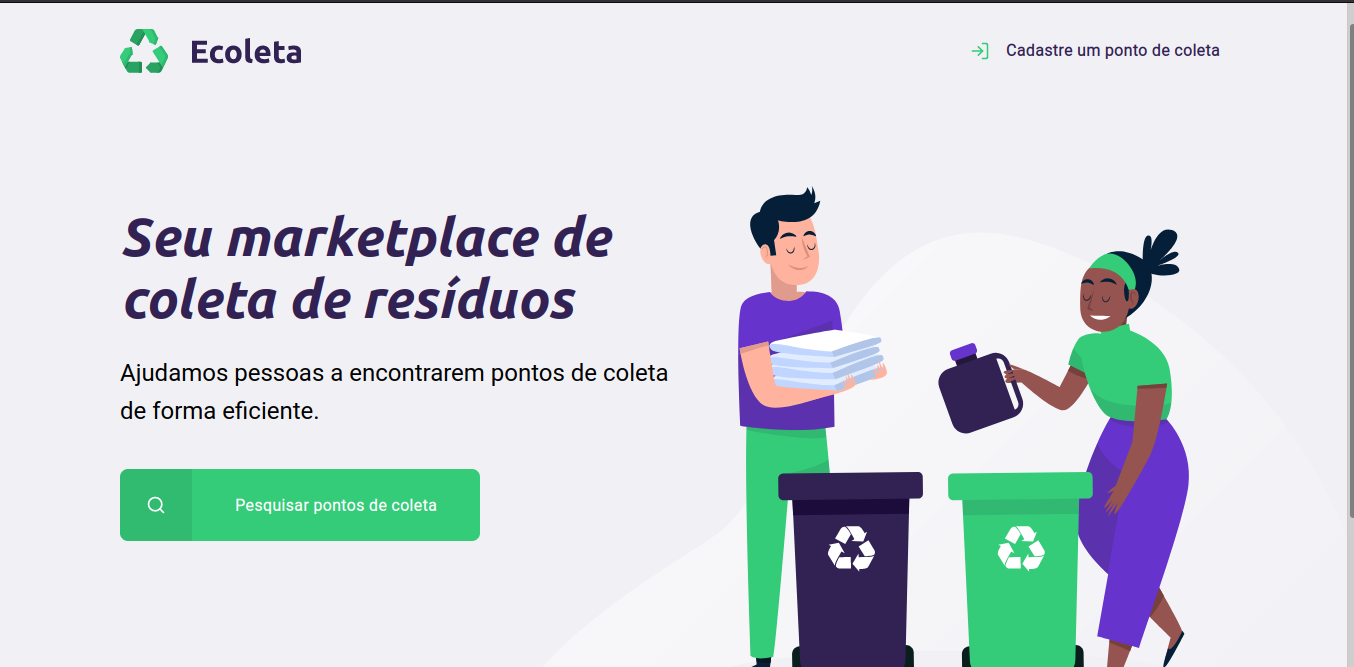 Ecoleta
Cadastre um ponto de coleta
Seu marketplace de
coleta de resíduos
Ajudamos pessoas a encontrarem pontos de coleta
de forma eficiente.
Pesquisar pontos de coleta